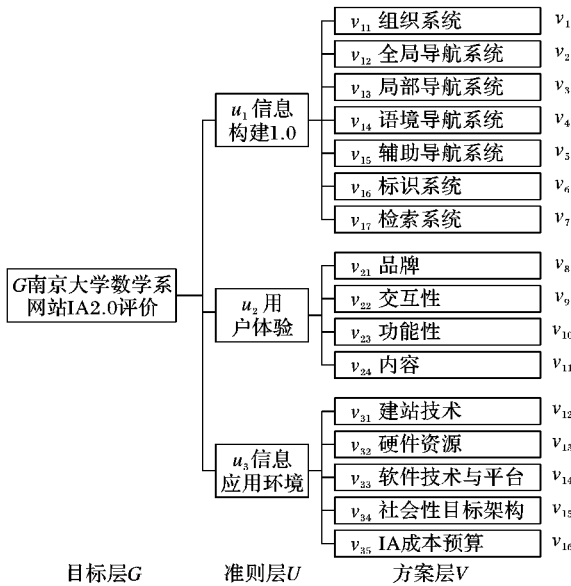 v₁₁ 组织系统 v₁
v₁₂ 全局导航系统 v₂
v₁₃ 局部导航系统 v₃
u₁ 信息
构建1.0
v₁₄ 语境导航系统 v₄
v₁₅ 辅助导航系统 v₅
v₁₆ 标识系统 v₆
v₁₇ 检索系统 v₇
G南京大学数学系
网站IA2.0评价
v₂₁ 品牌 v₈
v₂₂ 交互性 v₉
u₂ 用
户体验
v₂₃ 功能性 v₁₀
v₂₄ 内容 v₁₁
v₃₁ 建站技术 v₁₂
v₃₂ 硬件资源 v₁₃
u₃信息
应用环境
v₃₃ 软件技术与平台 v₁₄
v₃₄ 社会性目标架构 v₁₅
v₃₅ IA成本预算 v₁₆
目标层G 准则层U 方案层V